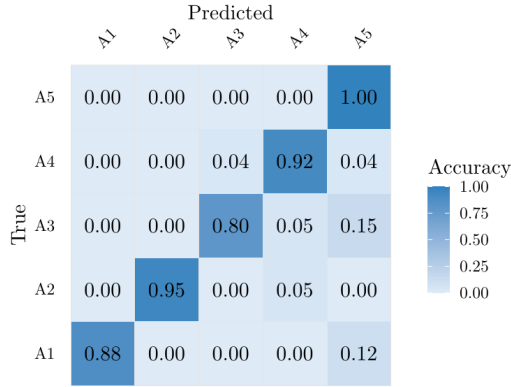 Predicted
A1 A2 A3 A4 A5
A5 0.00 0.00 0.00 0.00 1.00
A4 0.00 0.00 0.04 0.92 0.04
A3 0.00 0.00 0.80 0.05 0.15
A2 0.00 0.95 0.00 0.05 0.00
A1 0.88 0.00 0.00 0.00 0.12
True
Accuracy
1.00
0.75
0.50
0.25
0.00